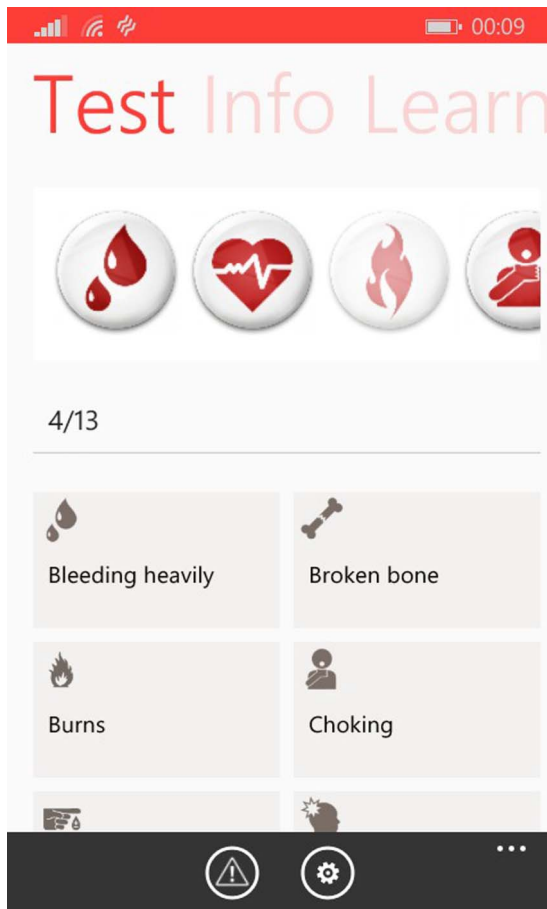 00:09
Test Info Learn
4/13
Bleeding heavily
Broken bone
Burns
Choking